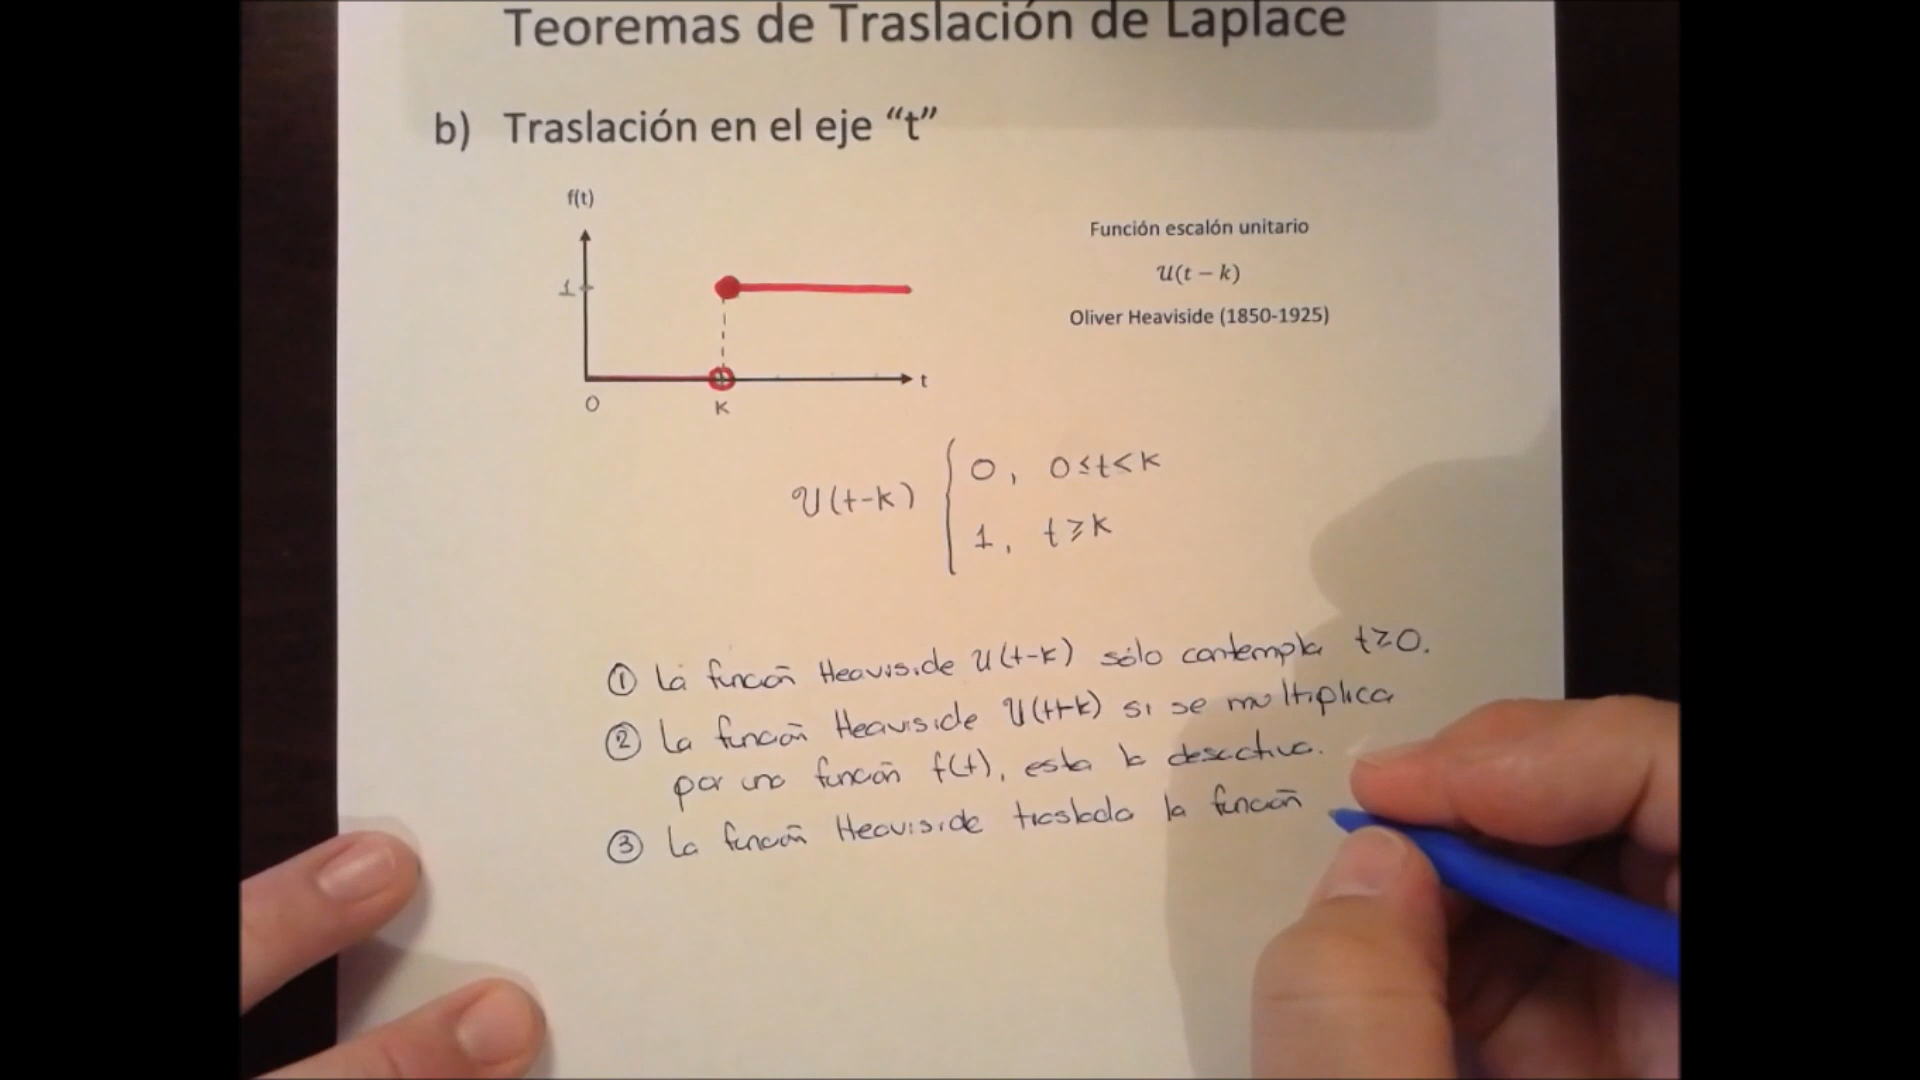 Teoremas de Traslación de Laplace
b) Traslación en el eje “t”
f(t)
1
0
K
t
Función escalón unitario
𝒰(t − k)
Oliver Heaviside (1850-1925)
U(t-k) { 0, 0≤t<k
1, t≥k
① La función Heaviside U(t-k) sólo contempla t≥0.
② La función Heaviside U(t-k) si se multiplica
por una función f(t), esta la desactiva.
③ La función Heaviside traslada la función